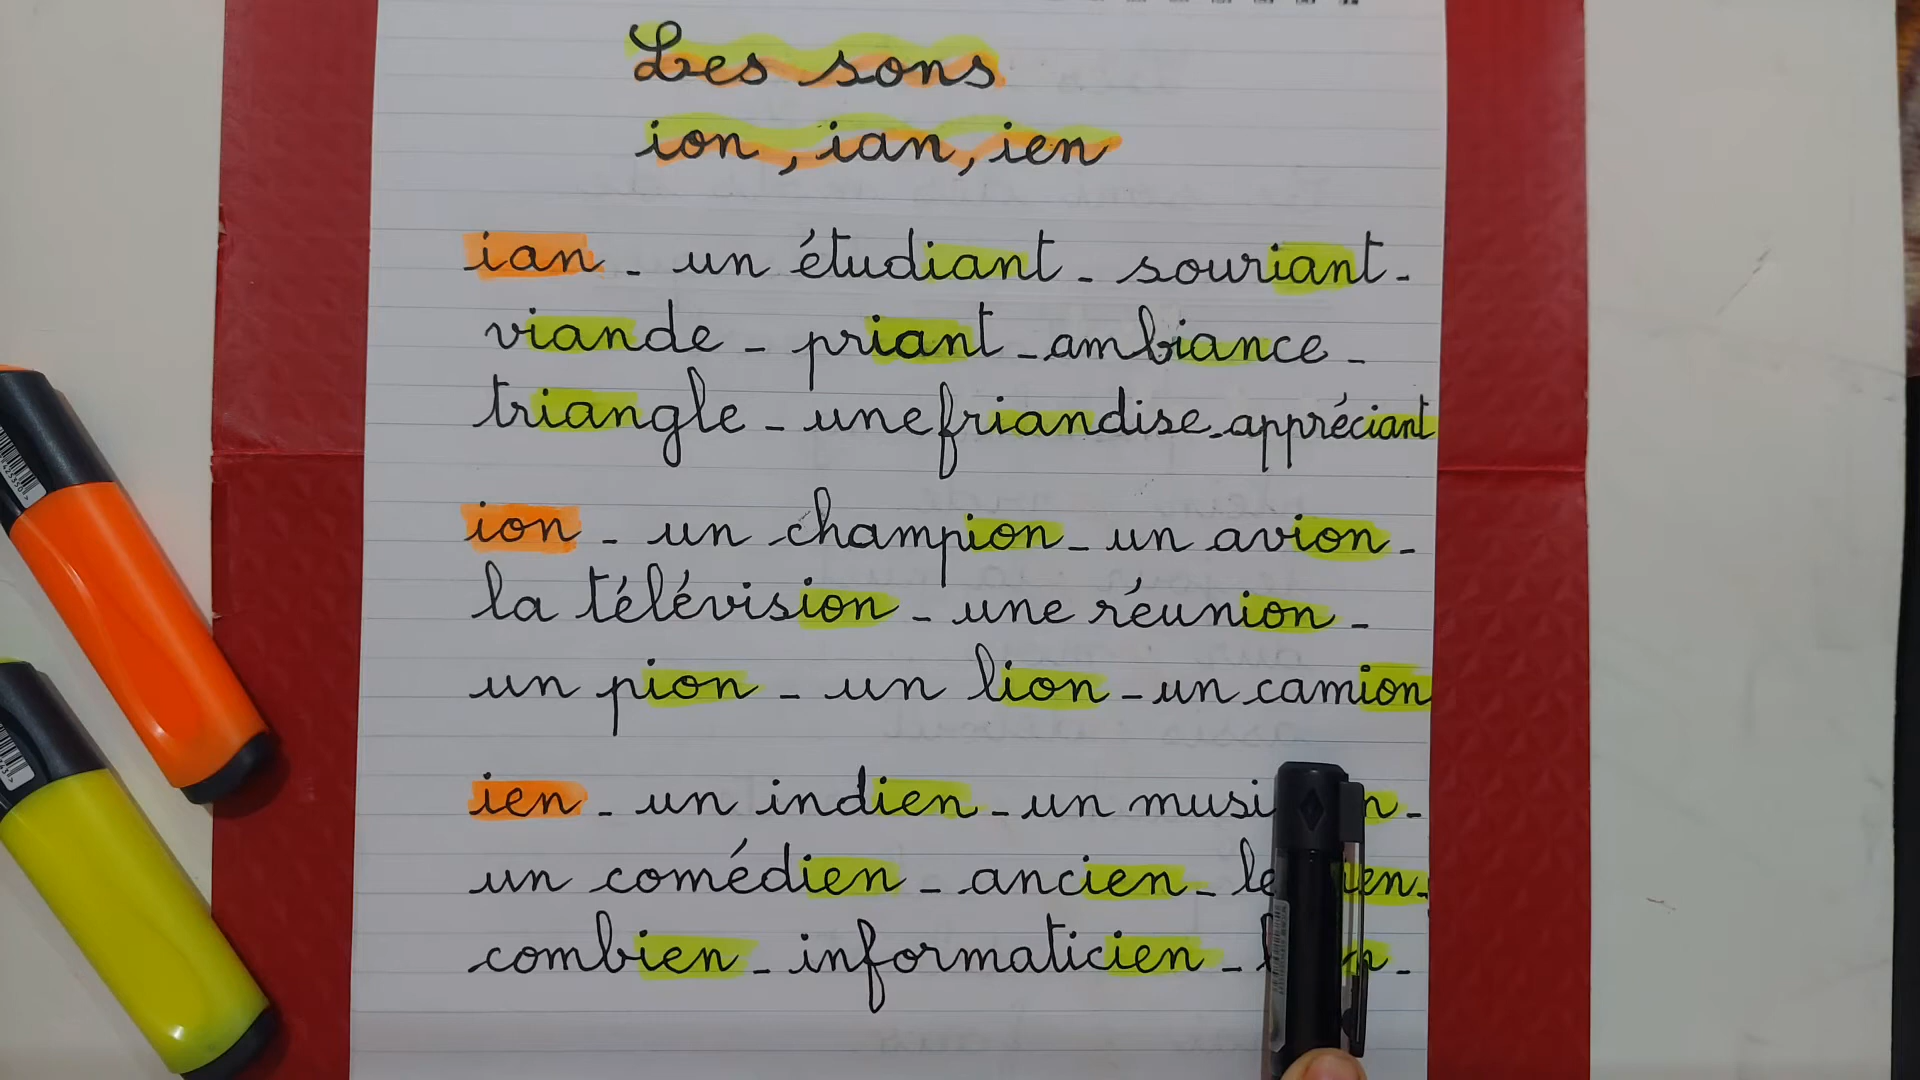 Les sons
ion, ian, ien
ian - un étudiant - souriant -
viande - priant - ambiance -
triangle - une friandise - appréciant
ion - un champion - un avion -
la télévision - une réunion -
un pion - un lion - un camion
ien - un indien - un
un comédien - ancien -
combien - informaticien -